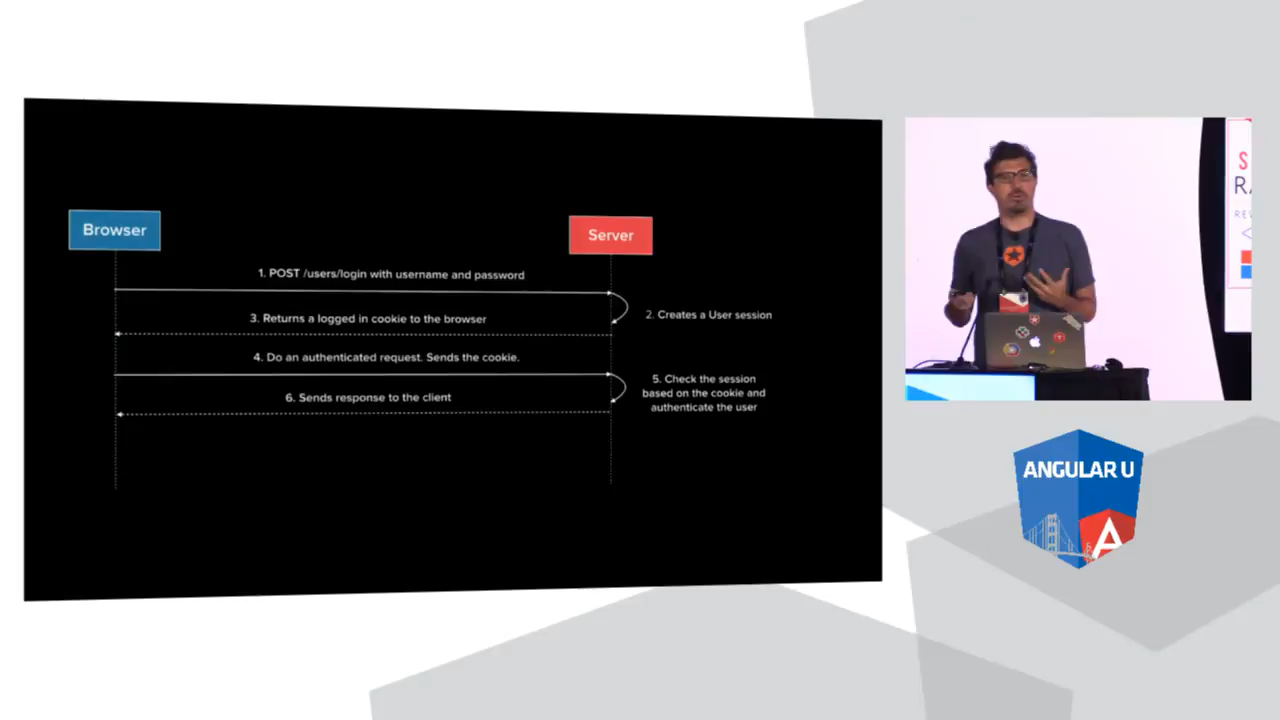 Browser
Server
1. POST /users/login with username and password
2. Creates a User session
3. Returns a logged in cookie to the browser
4. Do an authenticated request. Sends the cookie.
5. Check the session
based on the cookie and
authenticate the user
6. Sends response to the client
S
RA
REV
ANGULAR U
A